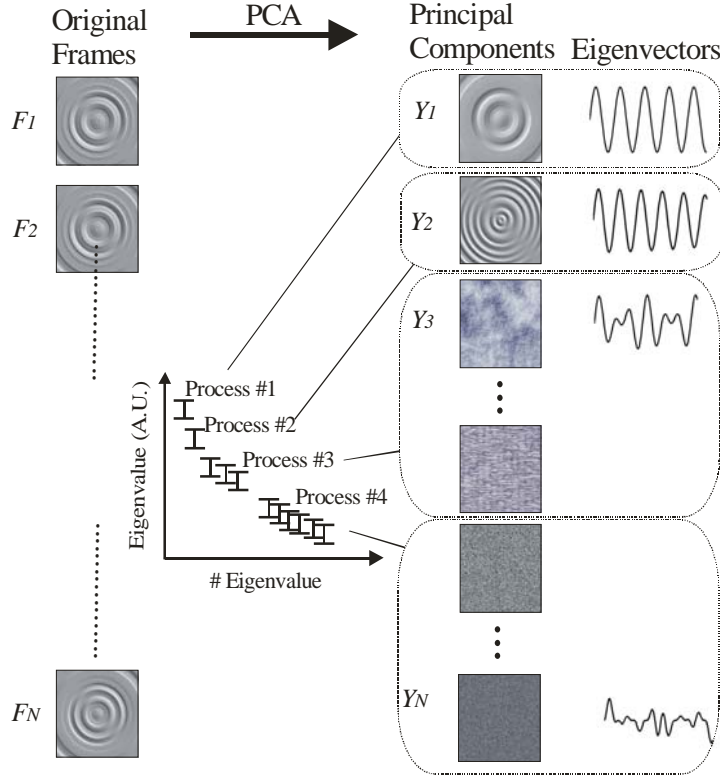 Original
Frames
PCA
Principal
Components
Eigenvectors
F1
Y1
F2
Y2
Y3
Eigenvalue (A.U.)
Process #1
Process #2
Process #3
Process #4
# Eigenvalue
FN
YN